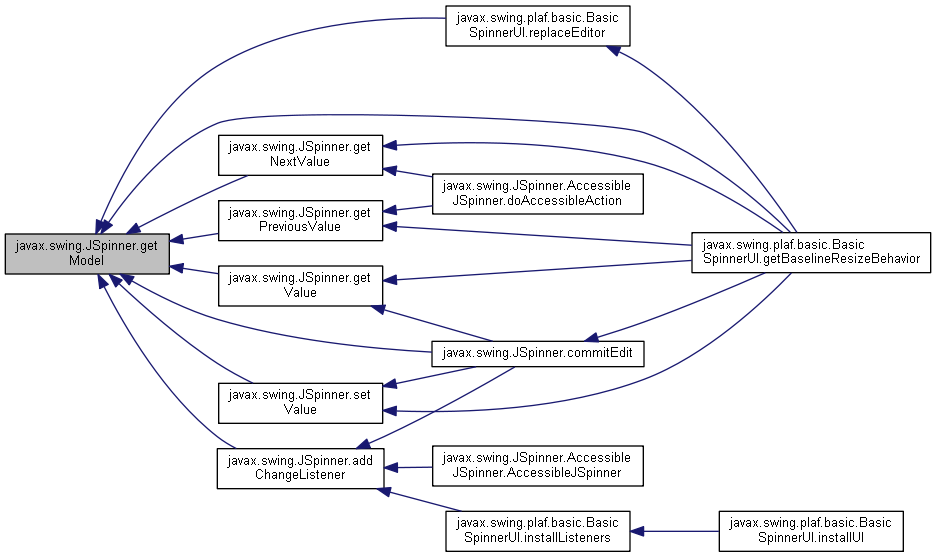 javax.swing.plaf.basic.Basic
SpinnerUI.replaceEditor
javax.swing.JSpinner.get
NextValue
javax.swing.JSpinner.Accessible
JSpinner.doAccessibleAction
javax.swing.JSpinner.get
PreviousValue
javax.swing.JSpinner.get
Model
javax.swing.plaf.basic.Basic
SpinnerUI.getBaselineResizeBehavior
javax.swing.JSpinner.get
Value
javax.swing.JSpinner.commitEdit
javax.swing.JSpinner.set
Value
javax.swing.JSpinner.add
ChangeListener
javax.swing.JSpinner.Accessible
JSpinner.AccessibleJSpinner
javax.swing.plaf.basic.Basic
SpinnerUI.installListeners
javax.swing.plaf.basic.Basic
SpinnerUI.installUI